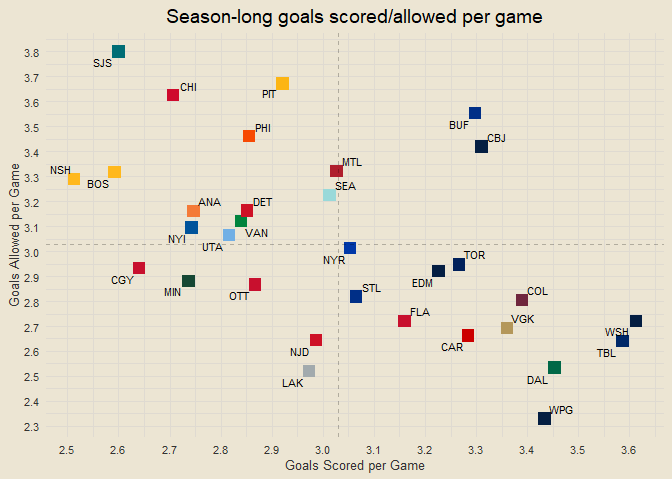 Season-long goals scored/allowed per game
Goals Allowed per Game
3.8
3.7
3.6
3.5
3.4
3.3
3.2
3.1
3.0
2.9
2.8
2.7
2.6
2.5
2.4
2.3
SJS
CHI
PIT
BUF
PHI
CBJ
MTL
NSH
BOS
SEA
ANA
DET
NYI
VAN
UTA
NYR
TOR
CGY
EDM
MIN
OTT
STL
COL
FLA
VGK
WSH
CAR
NJD
TBL
LAK
DAL
WPG
2.5 2.6 2.7 2.8 2.9 3.0 3.1 3.2 3.3 3.4 3.5 3.6
Goals Scored per Game